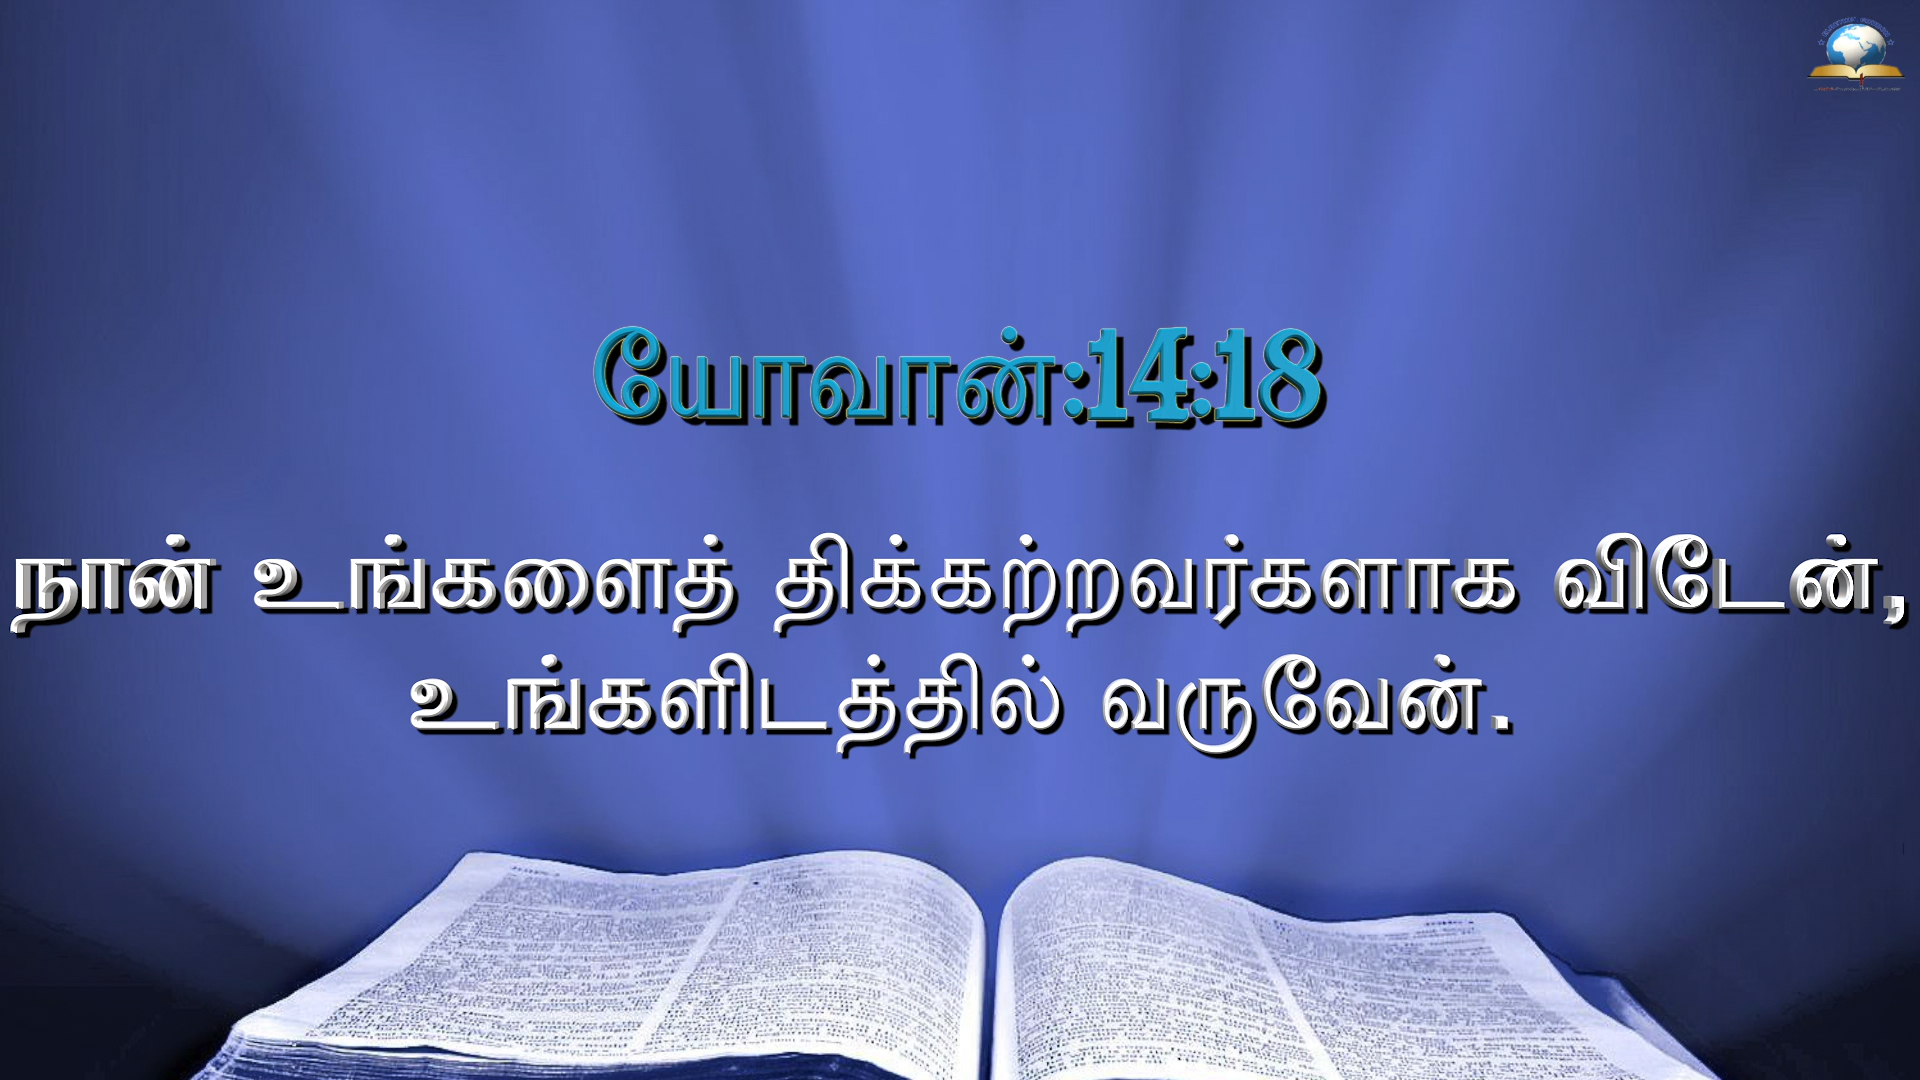 யோவான்:14:18
நான் உங்களைத் திக்கற்றவர்களாக விடேன்,
உங்களிடத்தில் வருவேன்.